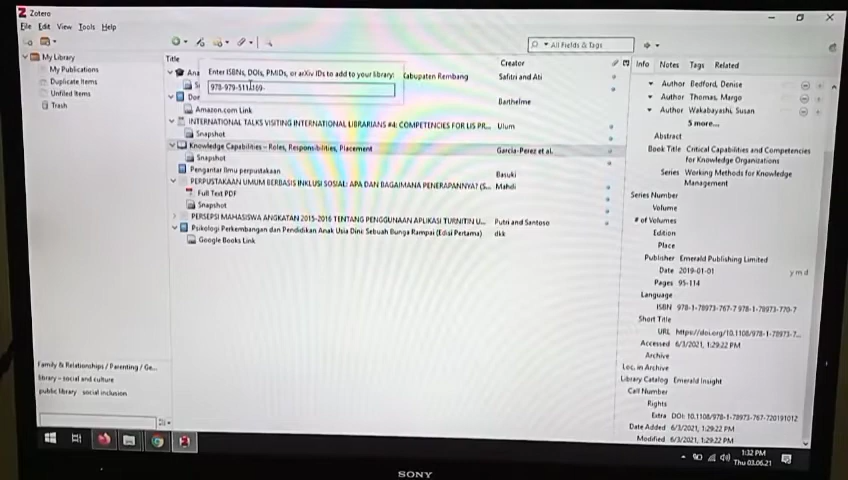 Zotero
File Edit View Tools Help
All Fields & Tags
My Library
My Publications
Duplicate Items
Unfiled Items
Trash
Title
Creator
Enter ISBNs, DOIs, PMIDs, or arXiv IDs to add to your library:
Kabupaten Rembang
Safitri and Ati
Barthelme
Amazon.com Link
INTERNATIONAL TALKS VISITING INTERNATIONAL LIBRARIANS #4: COMPETENCIES FOR LIS PR...
Ulum
Snapshot
Knowledge Capabilities – Roles, Responsibilities, Placement
Garcia-Perez et al.
Snapshot
Pengantar Ilmu perpustakaan
Basuki
PERPUSTAKAAN UMUM BERBASIS INKLUSI SOSIAL: APA DAN BAGAIMANA PENERAPANNYA? (S...
Mahdi
Full Text PDF
Snapshot
PERSEPSI MAHASISWA ANGKATAN 2015-2016 TENTANG PENGGUNAAN APLIKASI TURNITIN U...
Putri and Santoso
Psikologi Perkembangan dan Pendidikan Anak Usia Dini: Sebuah Bunga Rampai (Edisi Pertama)
dkk
Google Books Link
Family & Relationships / Parenting / Ge...
library – social and culture
public library social inclusion
Info Notes Tags Related
Author Bedford, Denise
Author Thomas, Margo
Author Wakabayashi, Susan
5 more...
Abstract
Book Title Critical Capabilities and Competencies
for Knowledge Organizations
Series Working Methods for Knowledge
Management
Series Number
Volume
# of Volumes
Edition
Place
Publisher Emerald Publishing Limited
Date 2019-01-01
y m d
Pages 95-114
Language
ISBN 978-1-78973-767-7 978-1-78973-770-7
Short Title
URL https://doi.org/10.1108/978-1-78973-7...
Accessed 6/3/2021, 1:29:22 PM
Archive
Loc. in Archive
Library Catalog Emerald Insight
Call Number
Rights
Extra DOI: 10.1108/978-1-78973-767-720191012
Date Added 6/3/2021, 1:29:22 PM
Modified 6/3/2021, 1:29:22 PM
1:32 PM
Thu 03.06.21
SONY